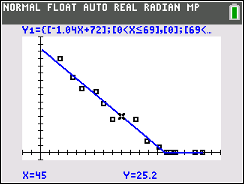 NORMAL FLOAT AUTO REAL RADIAN MP
Y1=([-1.04X+72];[0<X≤69],[0];[69<…
X=45 Y=25.2